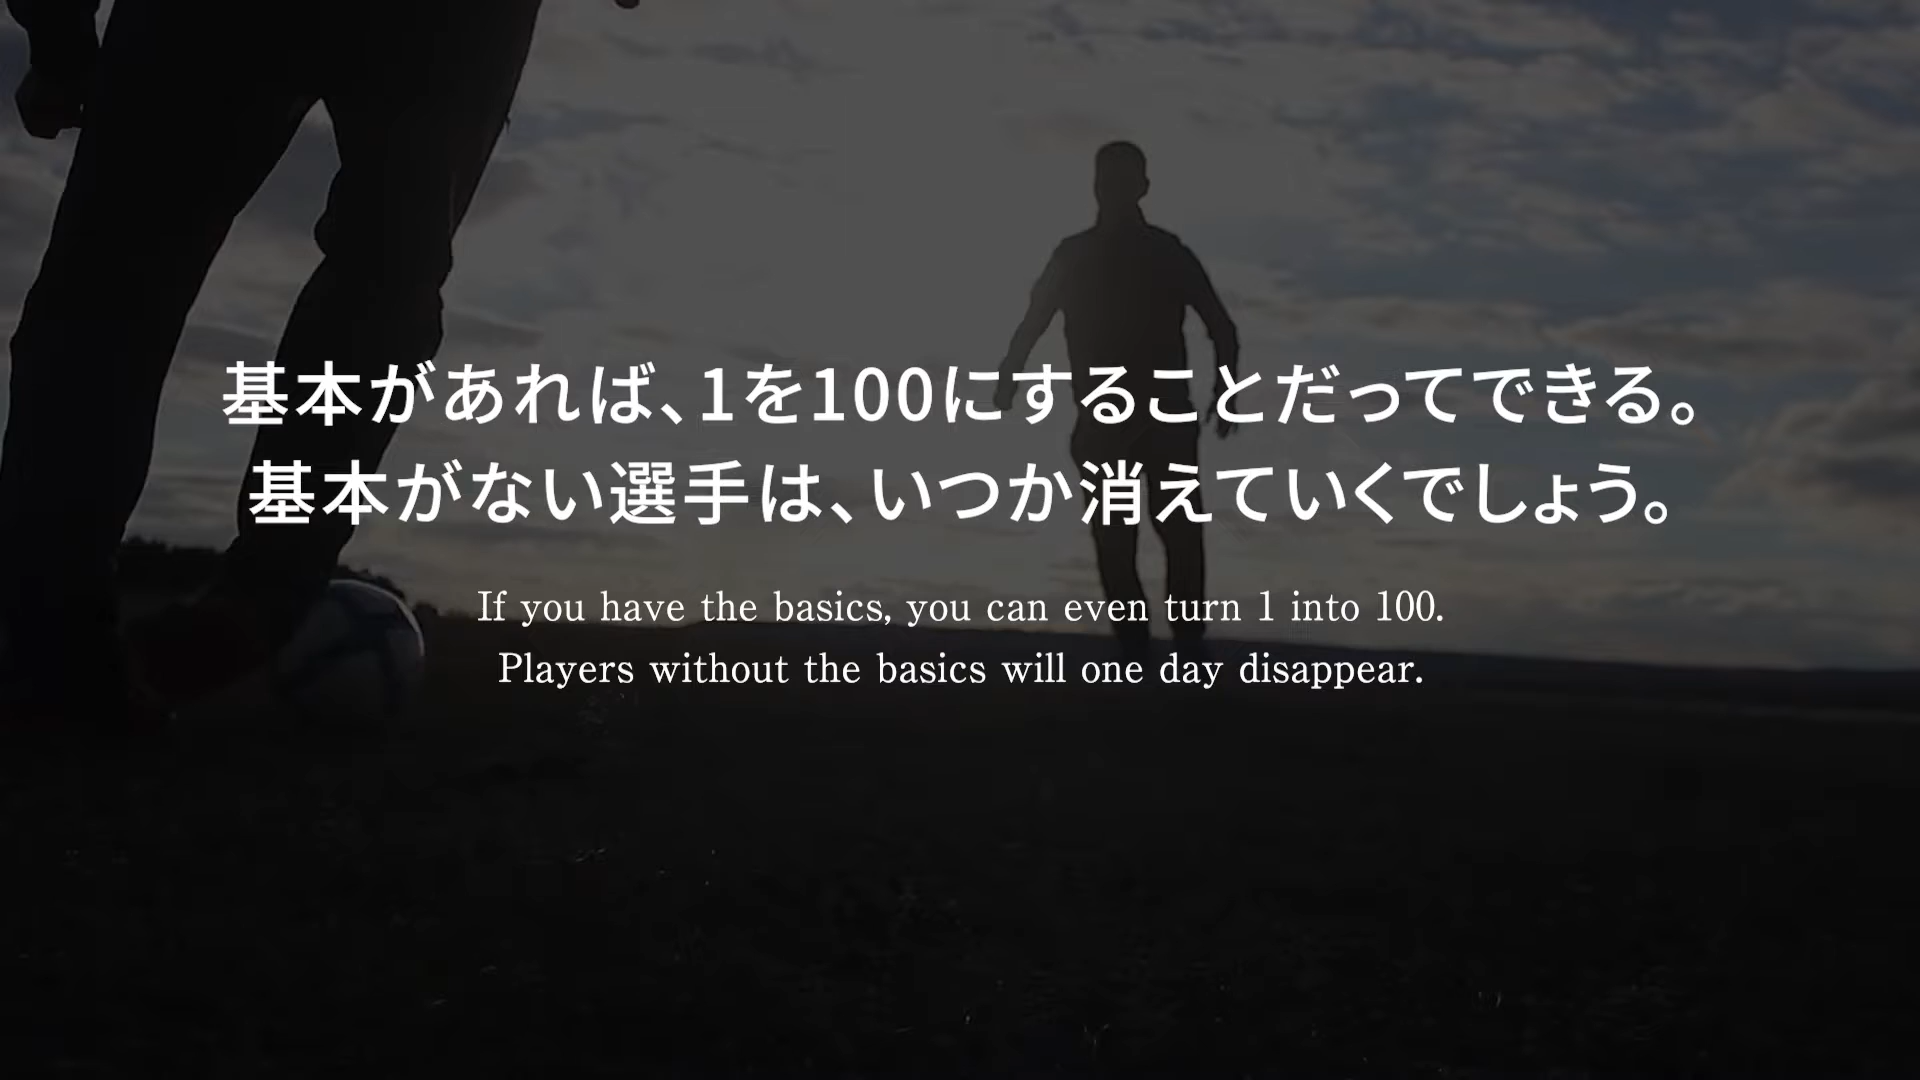 基本があれば、1を100にすることだってできる。
基本がない選手は、いつか消えていくでしょう。
If you have the basics, you can even turn 1 into 100.
Players without the basics will one day disappear.